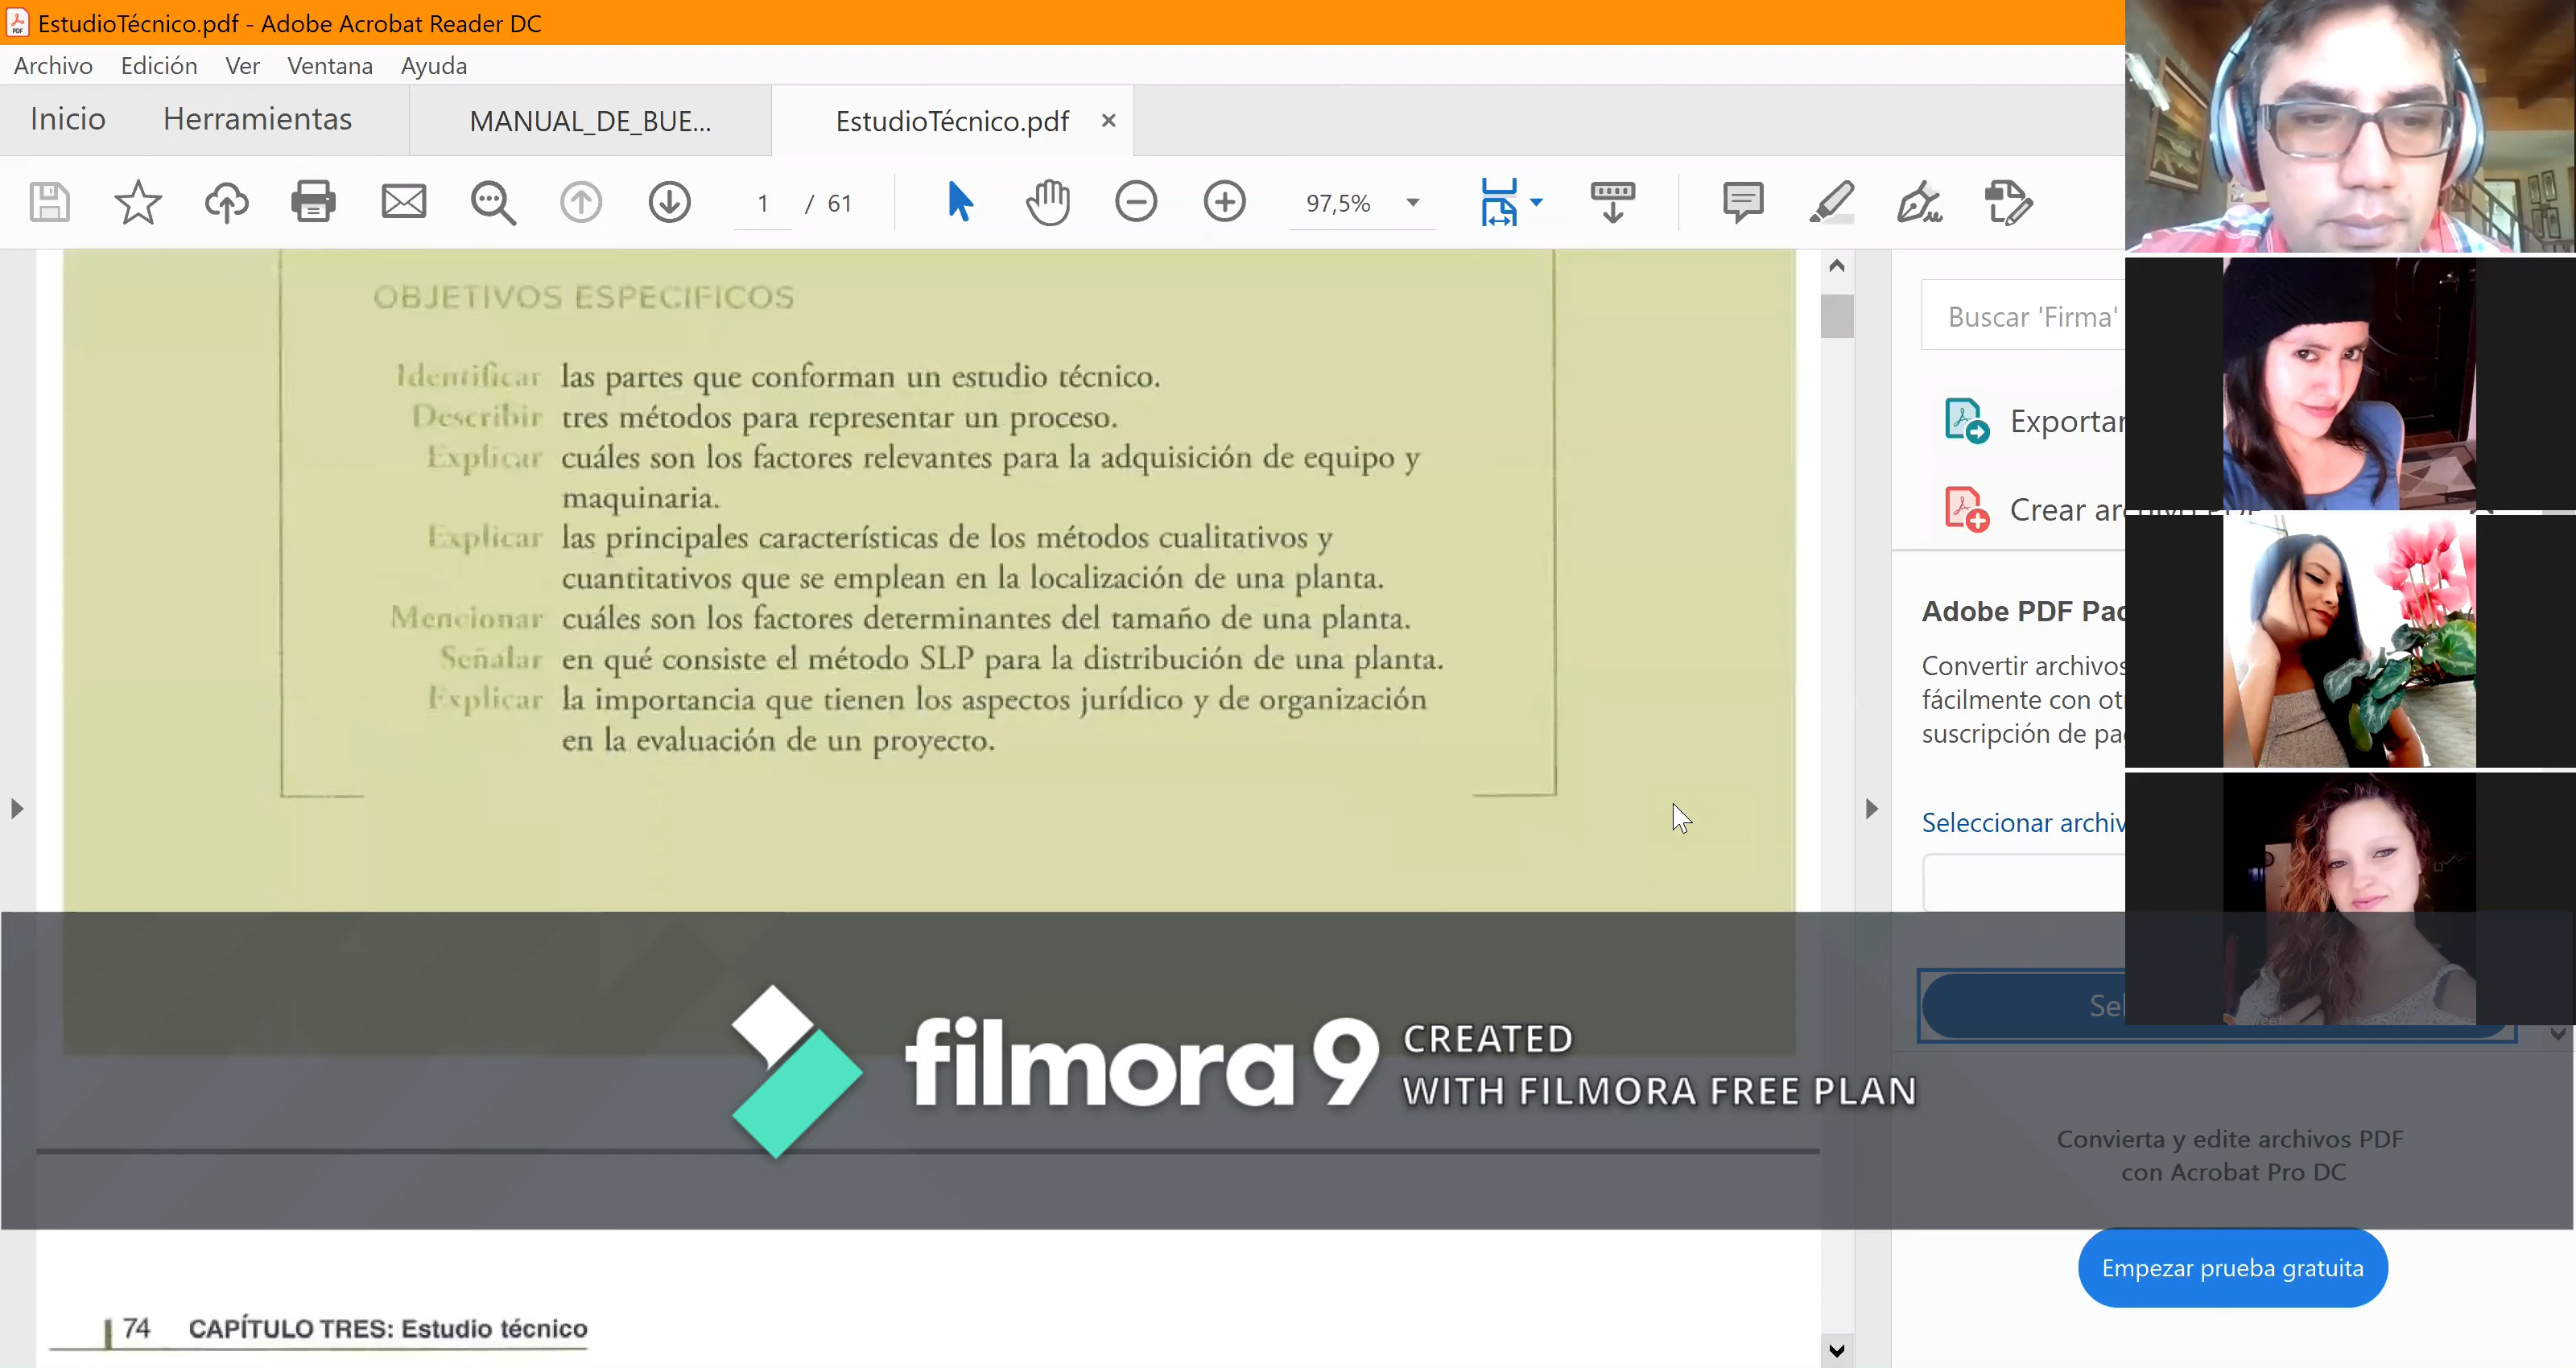 EstudioTécnico.pdf - Adobe Acrobat Reader DC
Archivo Edición Ver Ventana Ayuda
Inicio Herramientas MANUAL_DE_BUE... EstudioTécnico.pdf ×
1 / 61 97,5%
OBJETIVOS ESPECIFICOS
Identificar las partes que conforman un estudio técnico.
Describir tres métodos para representar un proceso.
Explicar cuáles son los factores relevantes para la adquisición de equipo y
maquinaria.
Explicar las principales características de los métodos cualitativos y
cuantitativos que se emplean en la localización de una planta.
Mencionar cuáles son los factores determinantes del tamaño de una planta.
Señalar en qué consiste el método SLP para la distribución de una planta.
Explicar la importancia que tienen los aspectos jurídico y de organización
en la evaluación de un proyecto.
74 CAPÍTULO TRES: Estudio técnico
Buscar 'Firma'
Exportar
Crear
Adobe PDF Pac
Convertir archivos
fácilmente con ot
suscripción de pa
Seleccionar archiv
Sel
Convierta y edite archivos PDF
con Acrobat Pro DC
Empezar prueba gratuita
filmora9 CREATED
WITH FILMORA FREE PLAN